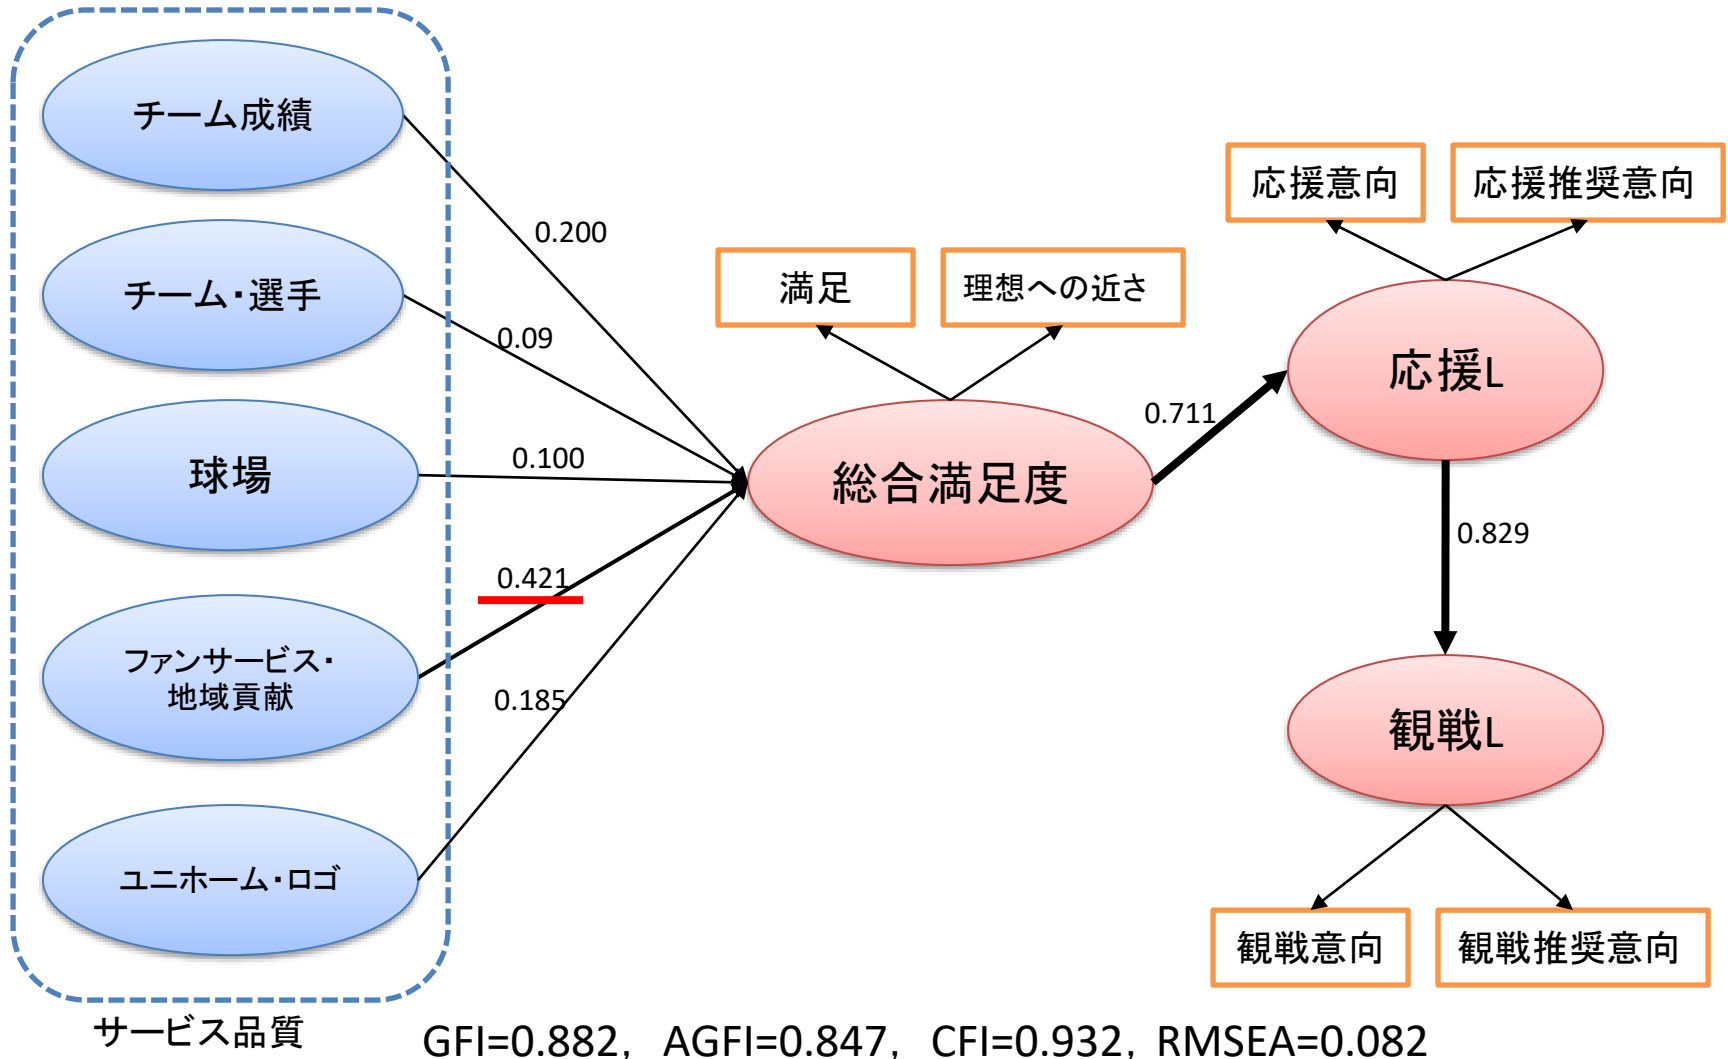 チーム成績
チーム・選手
球場
ファンサービス・
地域貢献
ユニホーム・ロゴ
サービス品質
0.200
0.09
0.100
0.421
0.185
満足
理想への近さ
総合満足度
0.711
応援意向
応援推奨意向
応援L
0.829
観戦L
観戦意向
観戦推奨意向
GFI=0.882, AGFI=0.847, CFI=0.932, RMSEA=0.082